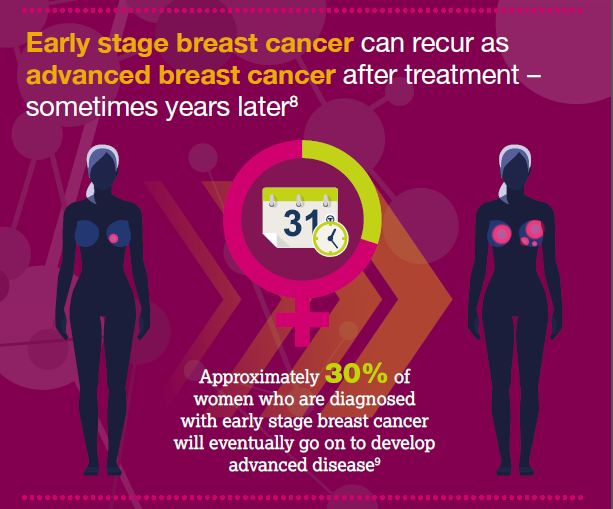 Early stage breast cancer can recur as
advanced breast cancer after treatment –
sometimes years later⁸
31
Approximately 30% of
women who are diagnosed
with early stage breast cancer
will eventually go on to develop
advanced disease⁹